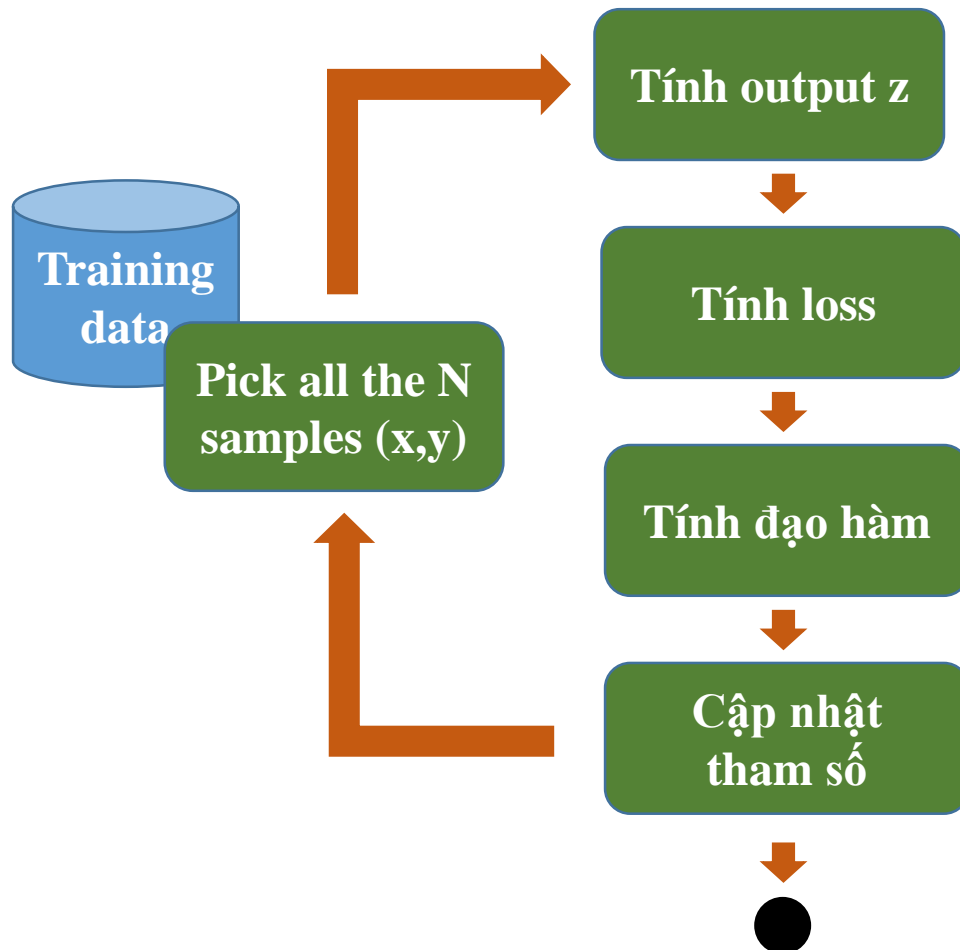 Training
data
Pick all the N
samples (x,y)
Tính output z
Tính loss
Tính đạo hàm
Cập nhật
tham số